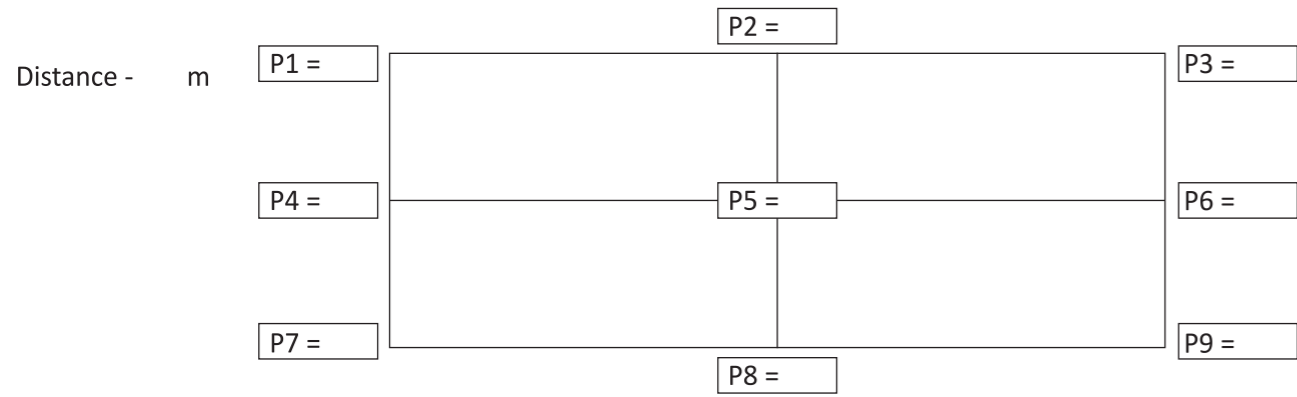 P2 =
P1 =
P3 =
Distance - m
P4 =
P5 =
P6 =
P7 =
P9 =
P8 =